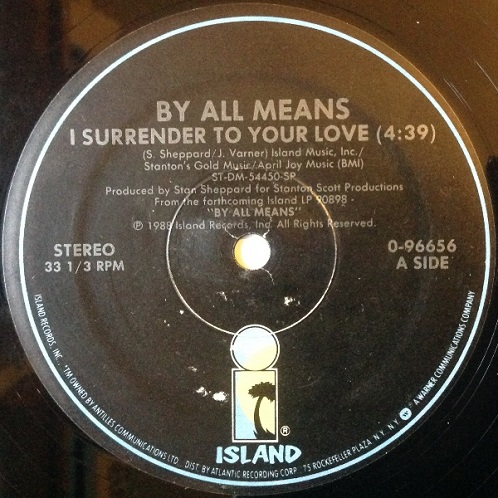 BY ALL MEANS
I SURRENDER TO YOUR LOVE (4:39)
(S. Sheppard/J. Varner) Island Music, Inc./
Stanton's Gold Music/April Joy Music (BMI)
ST-DM-54450-SP
Produced by Stan Sheppard for Stanton Scott Productions
From the forthcoming Island LP 90898 -
"BY ALL MEANS"
℗ 1988 Island Records, Inc. All Rights Reserved.
STEREO
33 1/3 RPM
0-96656
A SIDE
i
®
ISLAND
ISLAND RECORDS, INC. ™ OWNED BY ANTILLES COMMUNICATIONS LTD. DIST. BY ATLANTIC RECORDING CORP. 75 ROCKEFELLER PLAZA N.Y. N.Y. A WARNER COMMUNICATIONS COMPANY